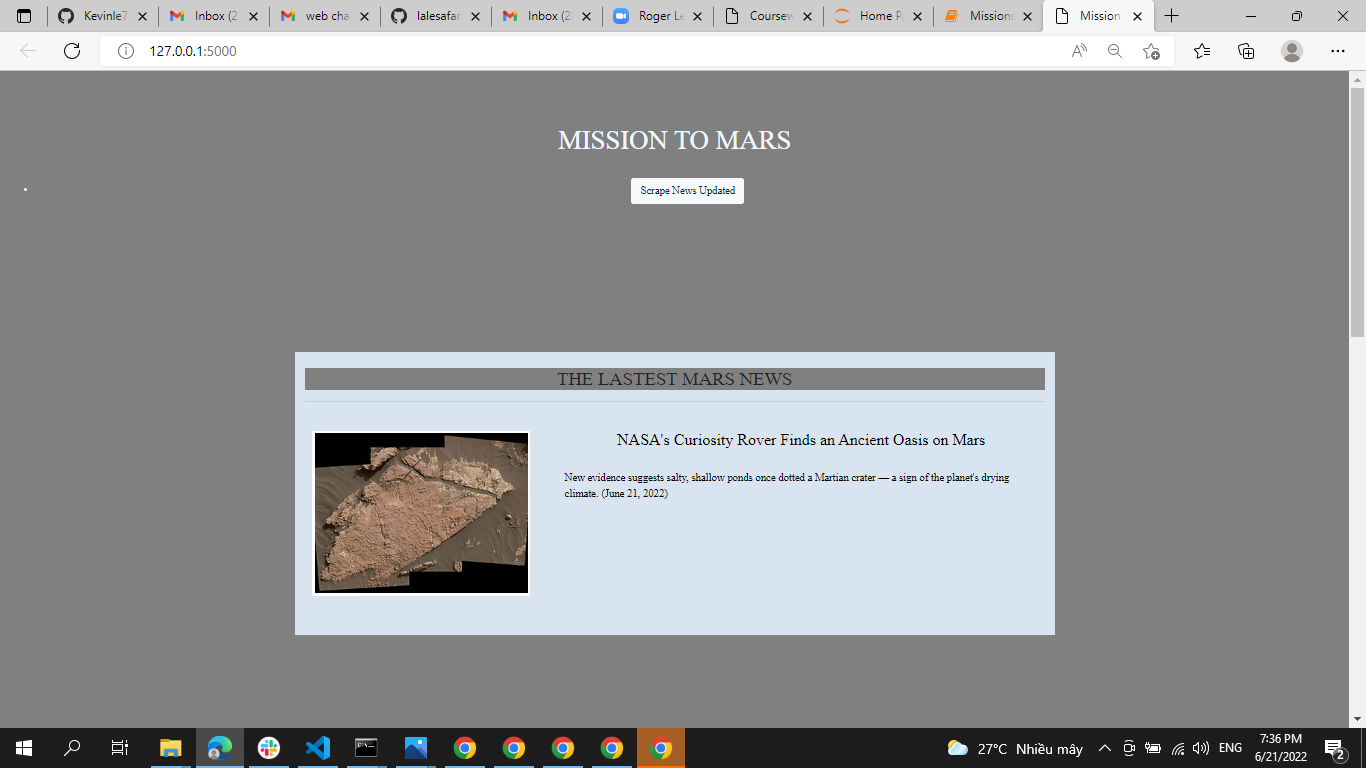 Kevinle7
Inbox (2
web cha
lalesafar
Inbox (2
Roger Le
Coursew
Home P
Missions
Mission
127.0.0.1:5000
MISSION TO MARS
Scrape News Updated
THE LASTEST MARS NEWS
NASA's Curiosity Rover Finds an Ancient Oasis on Mars
New evidence suggests salty, shallow ponds once dotted a Martian crater — a sign of the planet's drying
climate. (June 21, 2022)
27°C Nhiều mây
ENG
7:36 PM
6/21/2022
2